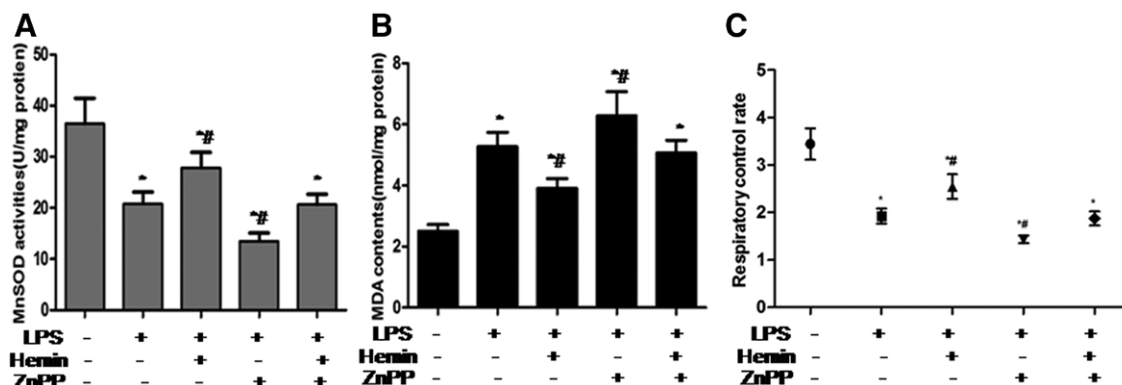 A
MnSOD activities(U/mg protien)
50
40
30
20
10
0
*
*#
*#
*
LPS - + + + +
Hemin - - + - +
ZnPP - - - + +
B
MDA contents(nmol/mg protein)
8
6
4
2
0
*
*#
*#
*
LPS - + + + +
Hemin - - + - +
ZnPP - - - + +
C
Respiratory control rate
5
4
3
2
1
0
*
*#
*#
*
LPS - + + + +
Hemin - - + - +
ZnPP - - - + +